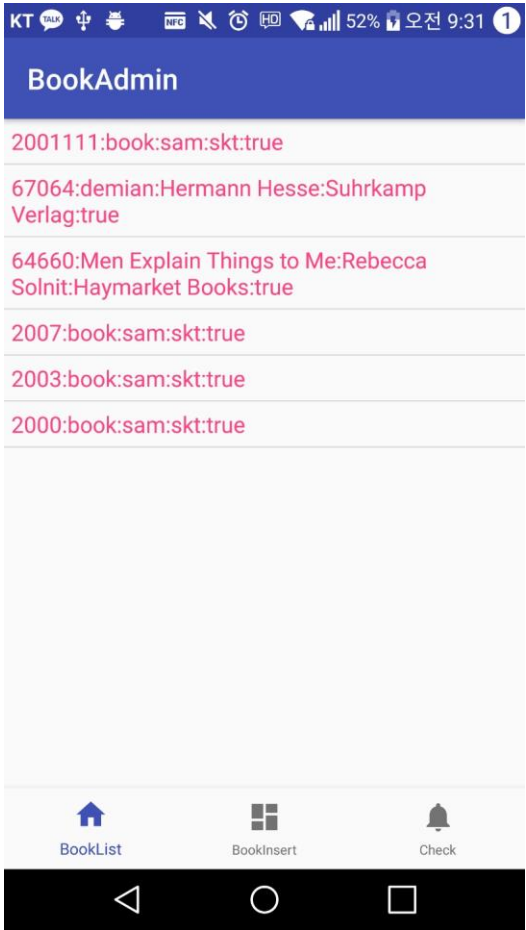 KT TALK NFC HD 52% 오전 9:31 1
BookAdmin
2001111:book:sam:skt:true
67064:demian:Hermann Hesse:Suhrkamp
Verlag:true
64660:Men Explain Things to Me:Rebecca
Solnit:Haymarket Books:true
2007:book:sam:skt:true
2003:book:sam:skt:true
2000:book:sam:skt:true
BookList BookInsert Check